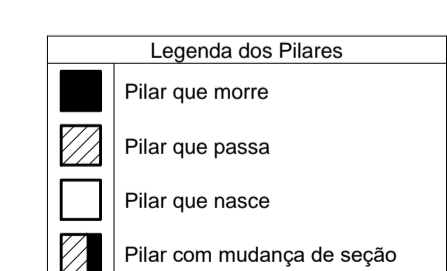 Legenda dos Pilares
Pilar que morre
Pilar que passa
Pilar que nasce
Pilar com mudança de seção